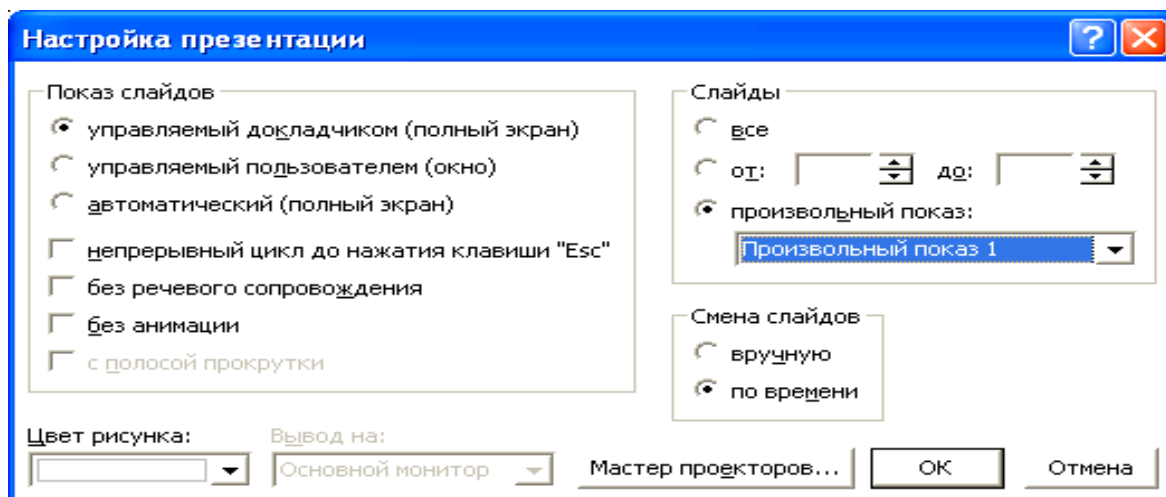 Настройка презентации
Показ слайдов
управляемый докладчиком (полный экран)
управляемый пользователем (окно)
автоматический (полный экран)
непрерывный цикл до нажатия клавиши "Esc"
без речевого сопровождения
без анимации
с полосой прокрутки
Слайды
все
от: до:
произвольный показ:
Произвольный показ 1
Смена слайдов
вручную
по времени
Цвет рисунка:
Вывод на:
Основной монитор
Мастер проекторов...
ОК
Отмена